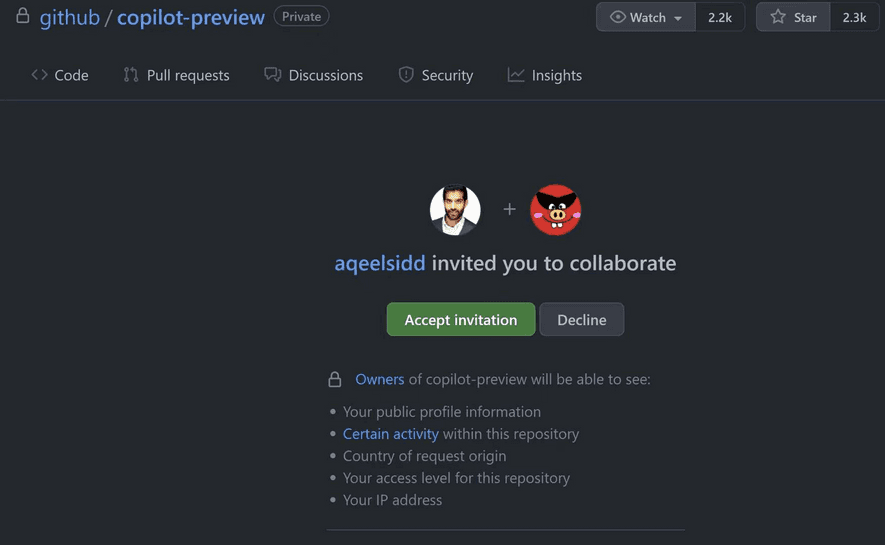 github / copilot-preview Private Watch 2.2k Star 2.3k
Code Pull requests Discussions Security Insights
+
aqeelsidd invited you to collaborate
Accept invitation Decline
Owners of copilot-preview will be able to see:
• Your public profile information
• Certain activity within this repository
• Country of request origin
• Your access level for this repository
• Your IP address